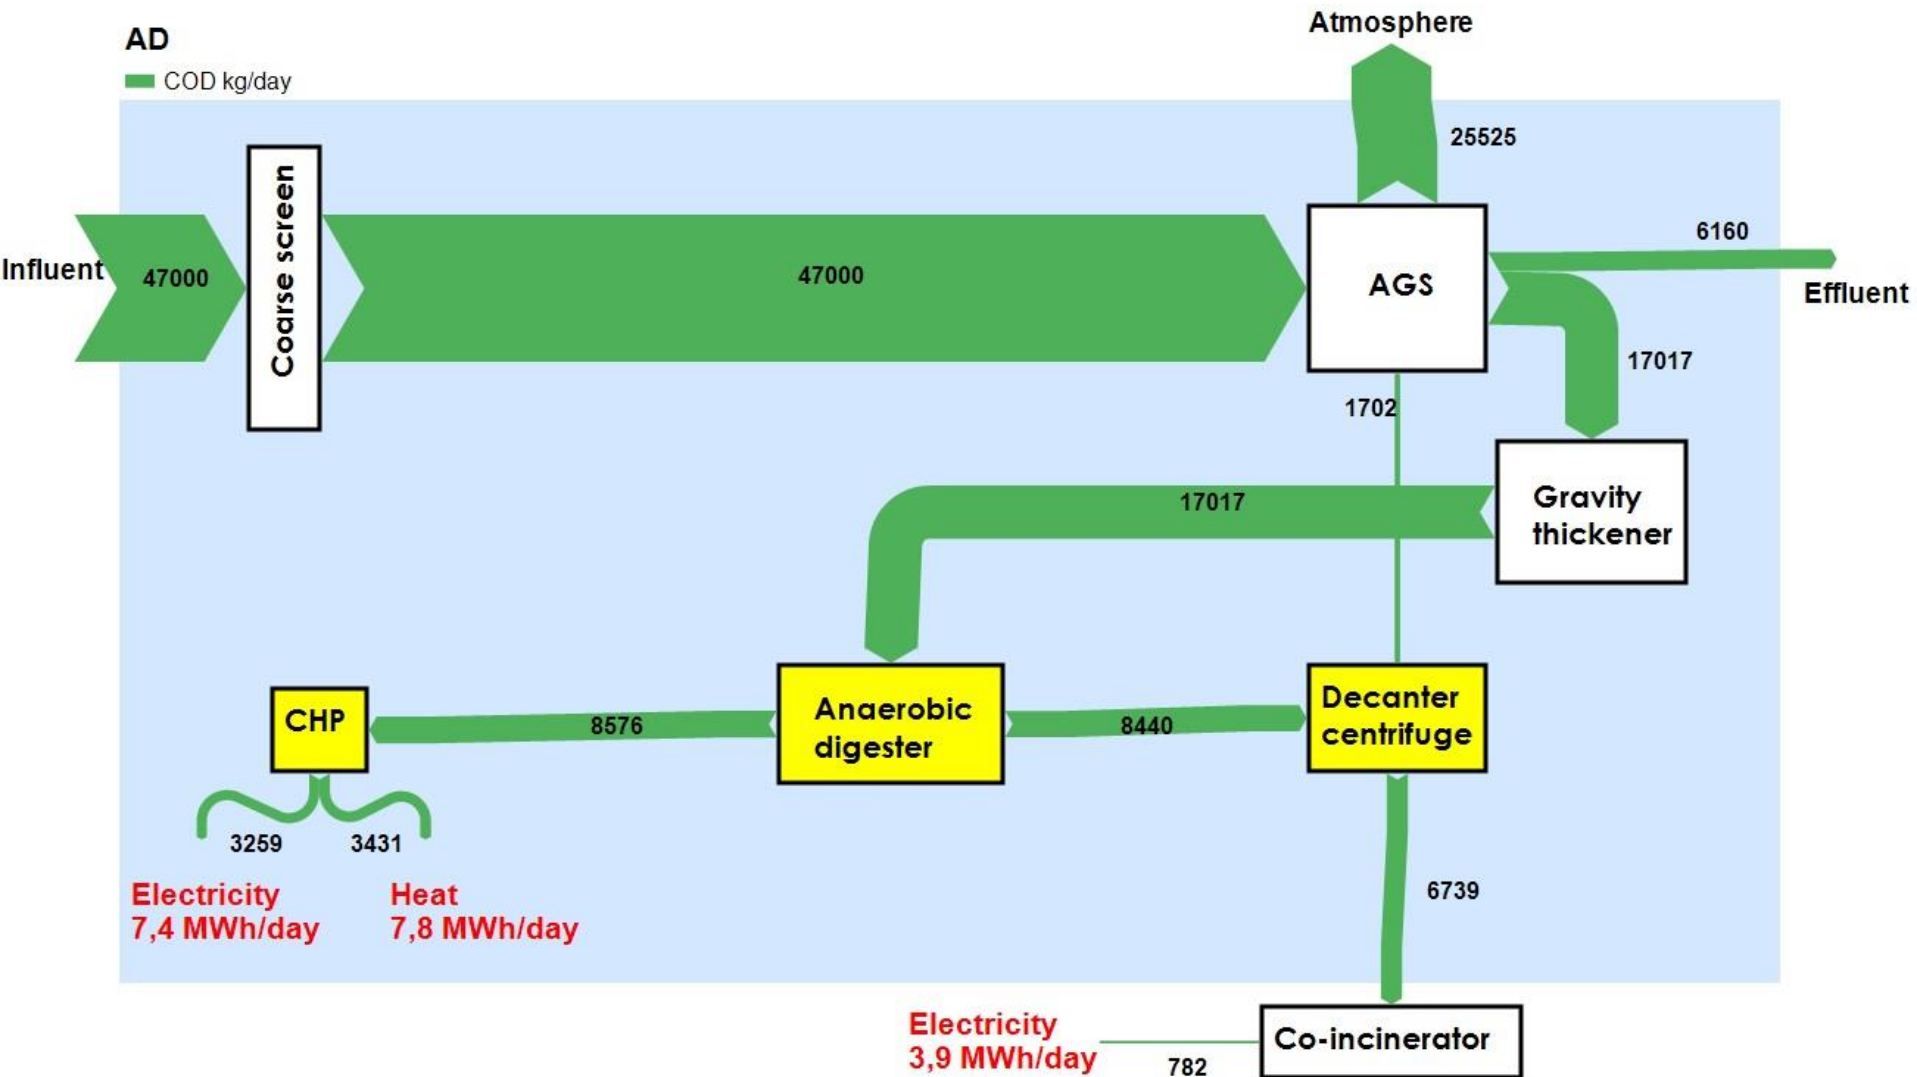 AD
COD kg/day
Atmosphere
25525
Influent
47000
Coarse screen
47000
AGS
6160
Effluent
17017
1702
Gravity
thickener
17017
CHP
8576
Anaerobic
digester
8440
Decanter
centrifuge
3259
3431
Electricity
7,4 MWh/day
Heat
7,8 MWh/day
6739
Electricity
3,9 MWh/day
782
Co-incinerator